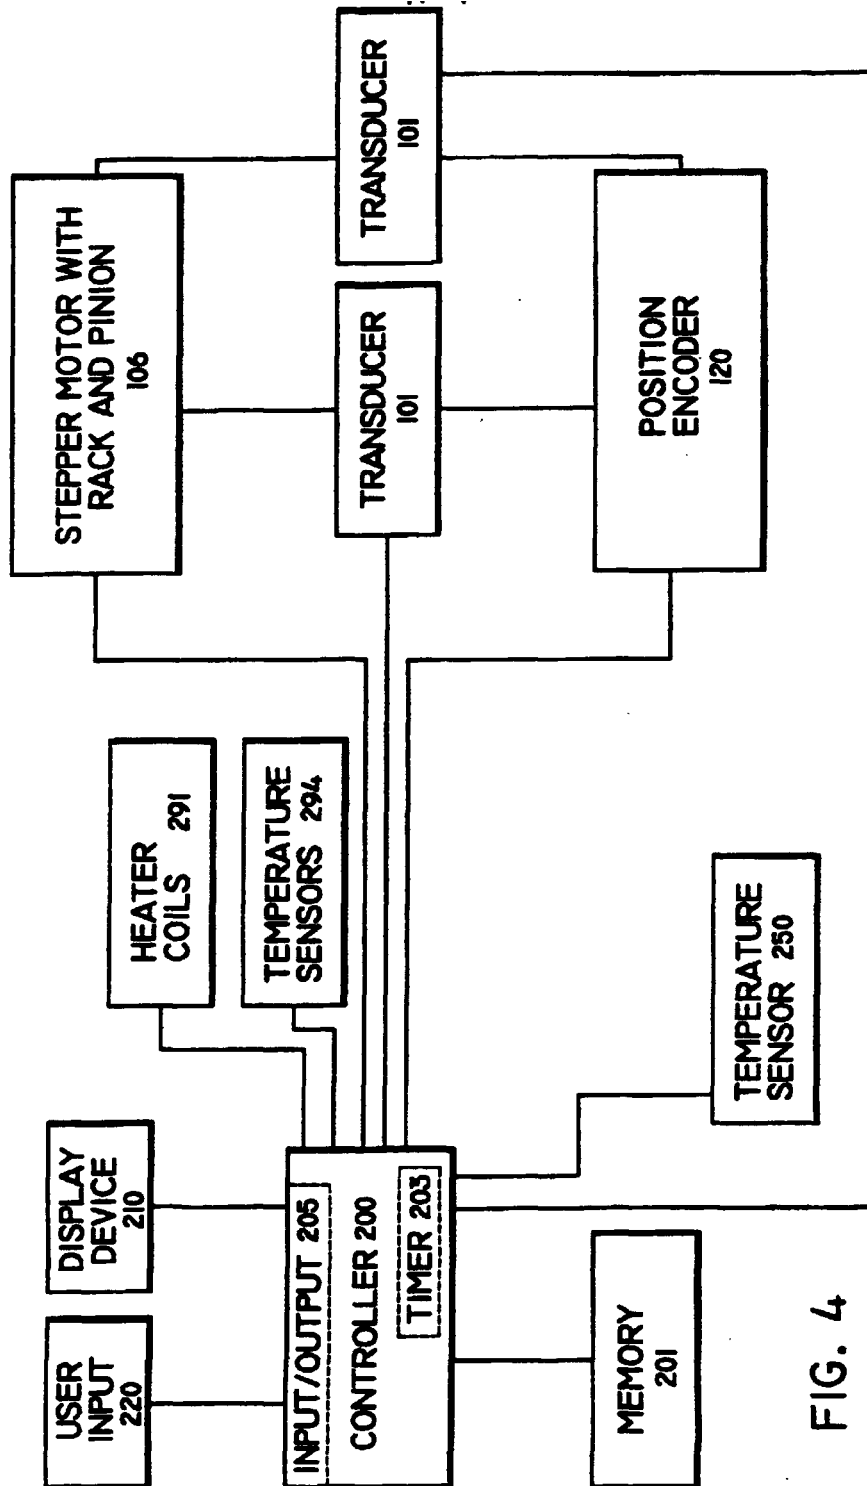 USER
INPUT
220
DISPLAY
DEVICE
210
HEATER
COILS 291
TEMPERATURE
SENSORS 294
STEPPER MOTOR WITH
RACK AND PINION
106
INPUT/OUTPUT 205
CONTROLLER 200
TIMER 203
TRANSDUCER
101
TRANSDUCER
101
MEMORY
201
TEMPERATURE
SENSOR 250
POSITION
ENCODER
120
FIG. 4